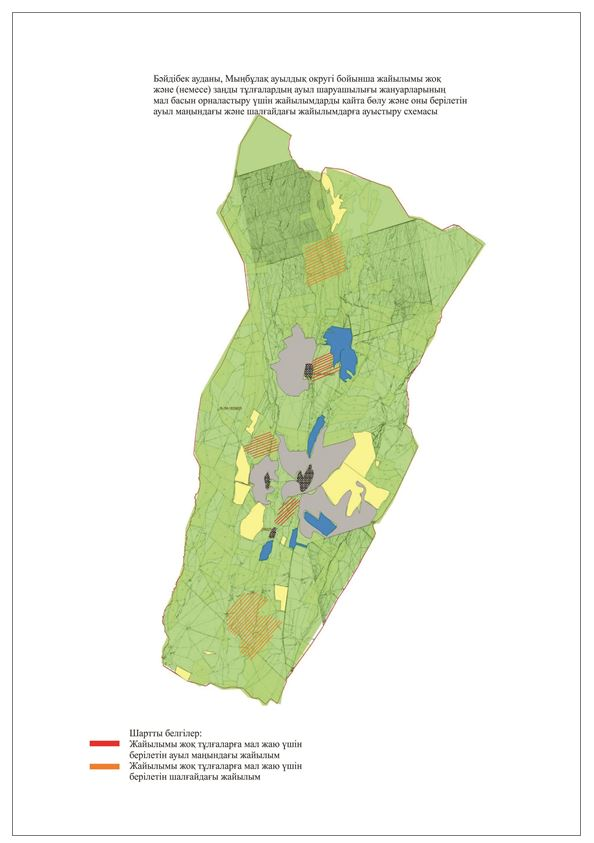 Бәйдібек ауданы, Мыңбұлақ ауылдық округі бойынша жайылымы жоқ
және (немесе) заңды тұлғалардың ауыл шаруашылығы жануарларының
мал басын орналастыру үшін жайылымдарды қайта бөлу және оны берілетін
ауыл маңындағы және шалғайдағы жайылымдарға ауыстыру схемасы
Шартты белгілер:
Жайылымы жоқ тұлғаларға мал жаю үшін
берілетін ауыл маңындағы жайылым
Жайылымы жоқ тұлғаларға мал жаю үшін
берілетін шалғайдағы жайылым